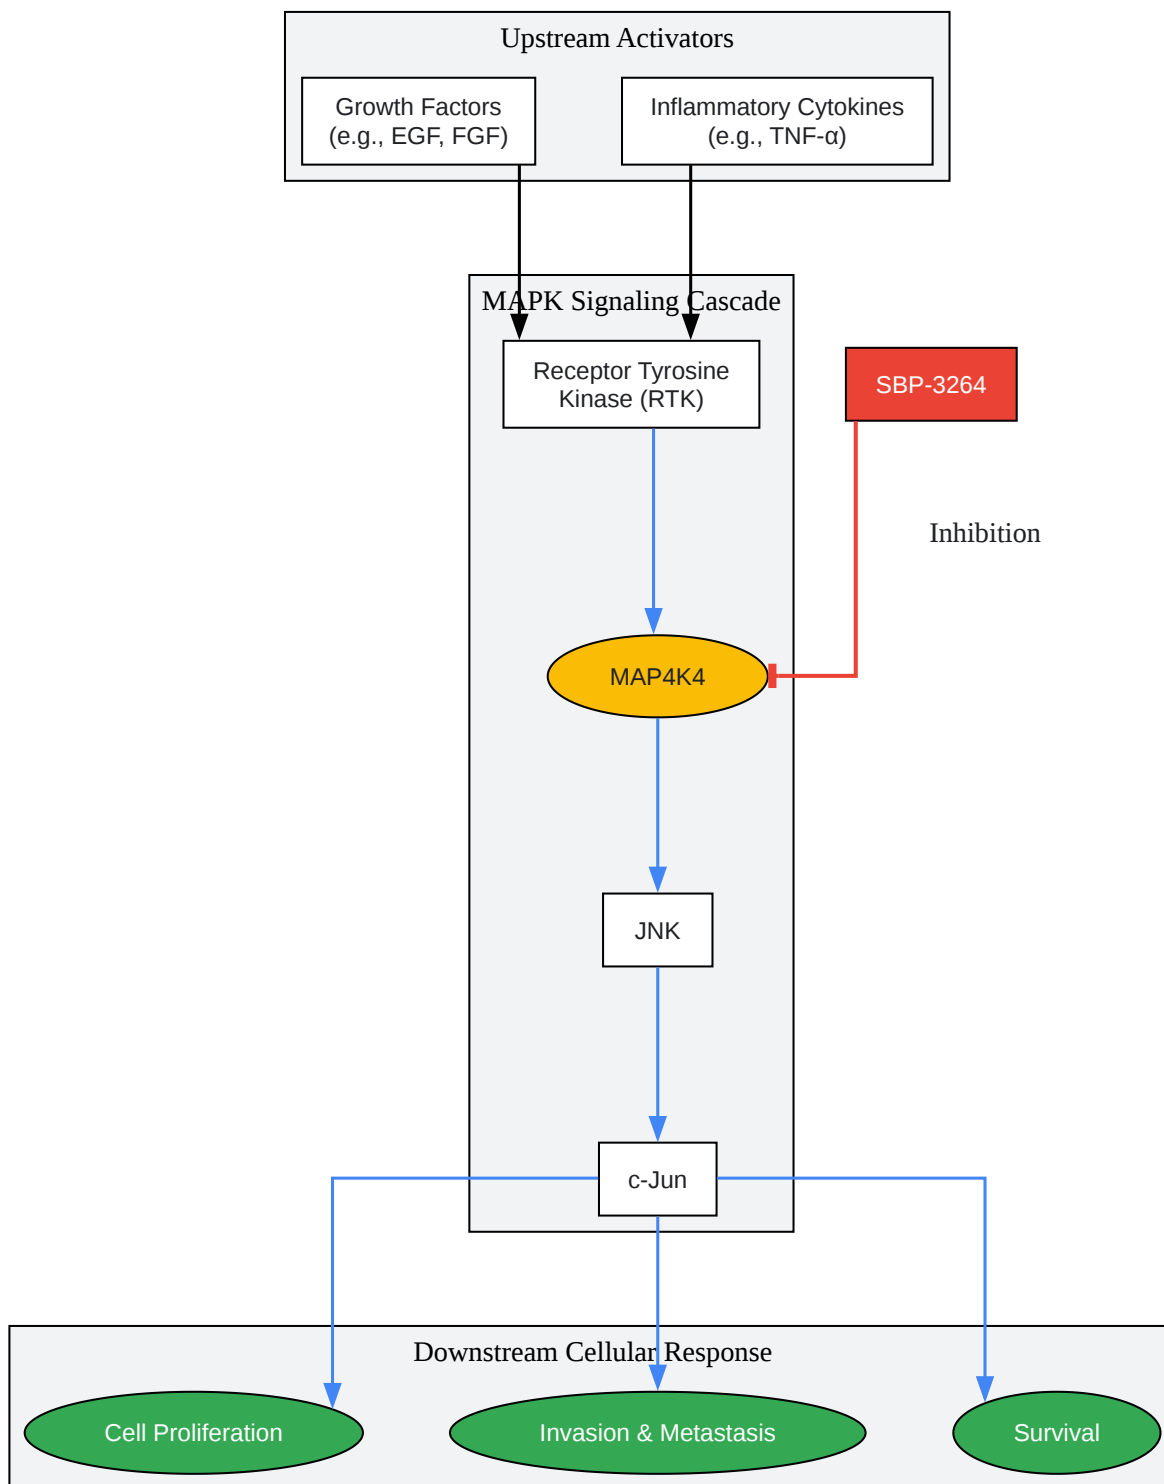 Upstream Activators
Growth Factors
(e.g., EGF, FGF)
Inflammatory Cytokines
(e.g., TNF-α)
MAPK Signaling Cascade
Receptor Tyrosine
Kinase (RTK)
SBP-3264
Inhibition
MAP4K4
JNK
c-Jun
Downstream Cellular Response
Cell Proliferation
Invasion & Metastasis
Survival